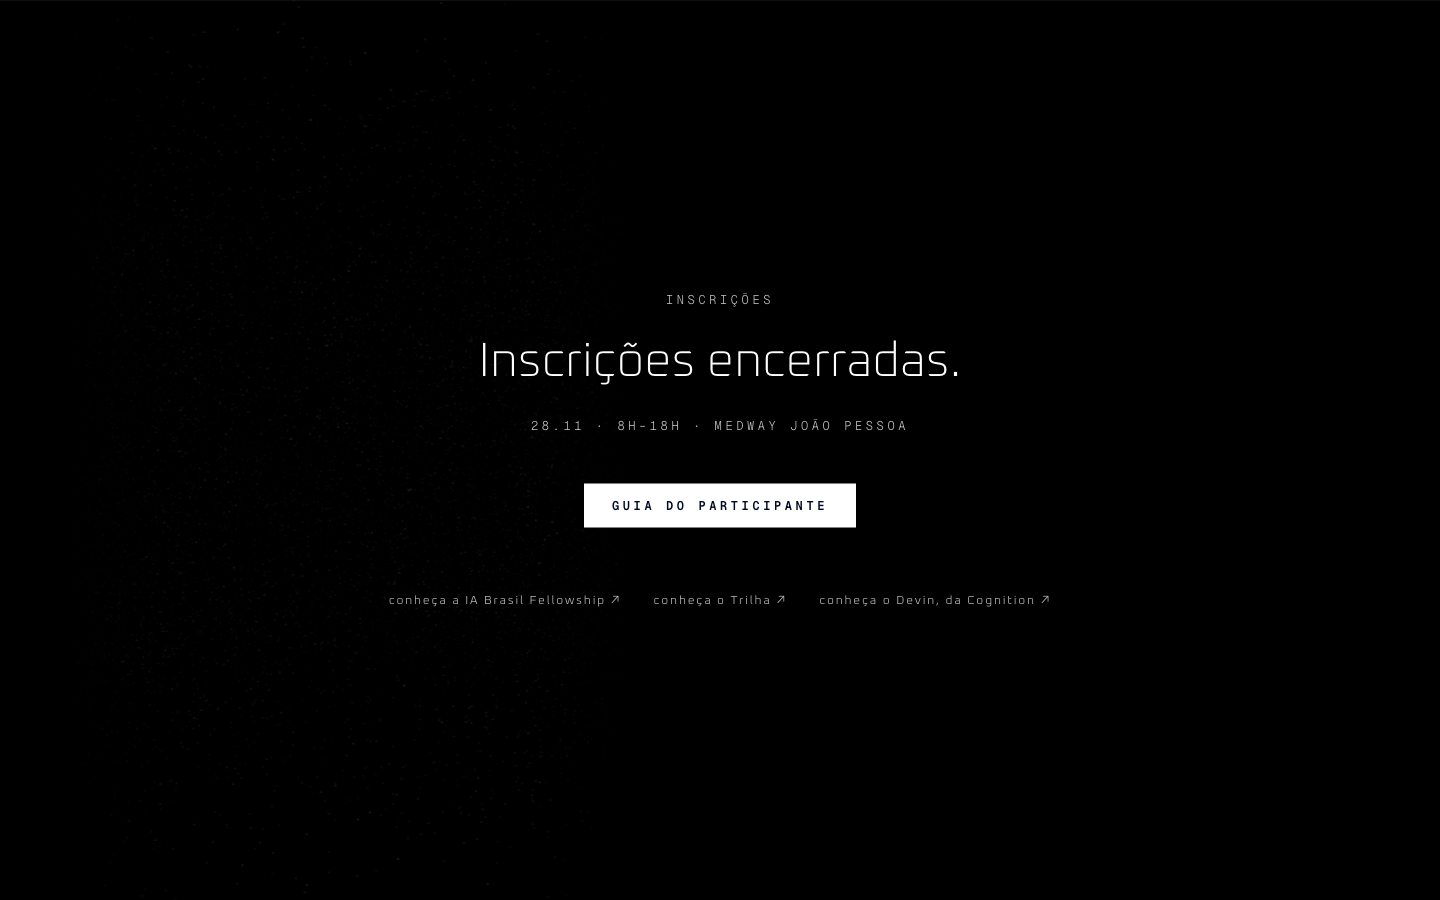 INSCRIÇÕES
Inscrições encerradas.
28.11 · 8H–18H · MEDWAY JOÃO PESSOA
GUIA DO PARTICIPANTE
conheça a IA Brasil Fellowship ↗ conheça o Trilha ↗ conheça o Devin, da Cognition ↗